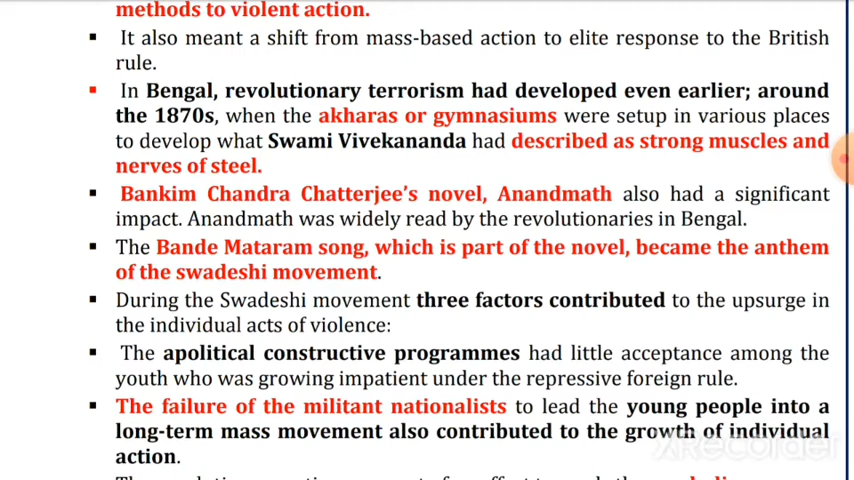 methods to violent action.
▪ It also meant a shift from mass-based action to elite response to the British
rule.
▪ In Bengal, revolutionary terrorism had developed even earlier; around
the 1870s, when the akharas or gymnasiums were setup in various places
to develop what Swami Vivekananda had described as strong muscles and
nerves of steel.
▪ Bankim Chandra Chatterjee's novel, Anandmath also had a significant
impact. Anandmath was widely read by the revolutionaries in Bengal.
▪ The Bande Mataram song, which is part of the novel, became the anthem
of the swadeshi movement.
▪ During the Swadeshi movement three factors contributed to the upsurge in
the individual acts of violence:
▪ The apolitical constructive programmes had little acceptance among the
youth who was growing impatient under the repressive foreign rule.
▪ The failure of the militant nationalists to lead the young people into a
long-term mass movement also contributed to the growth of individual
action.
XRecorder